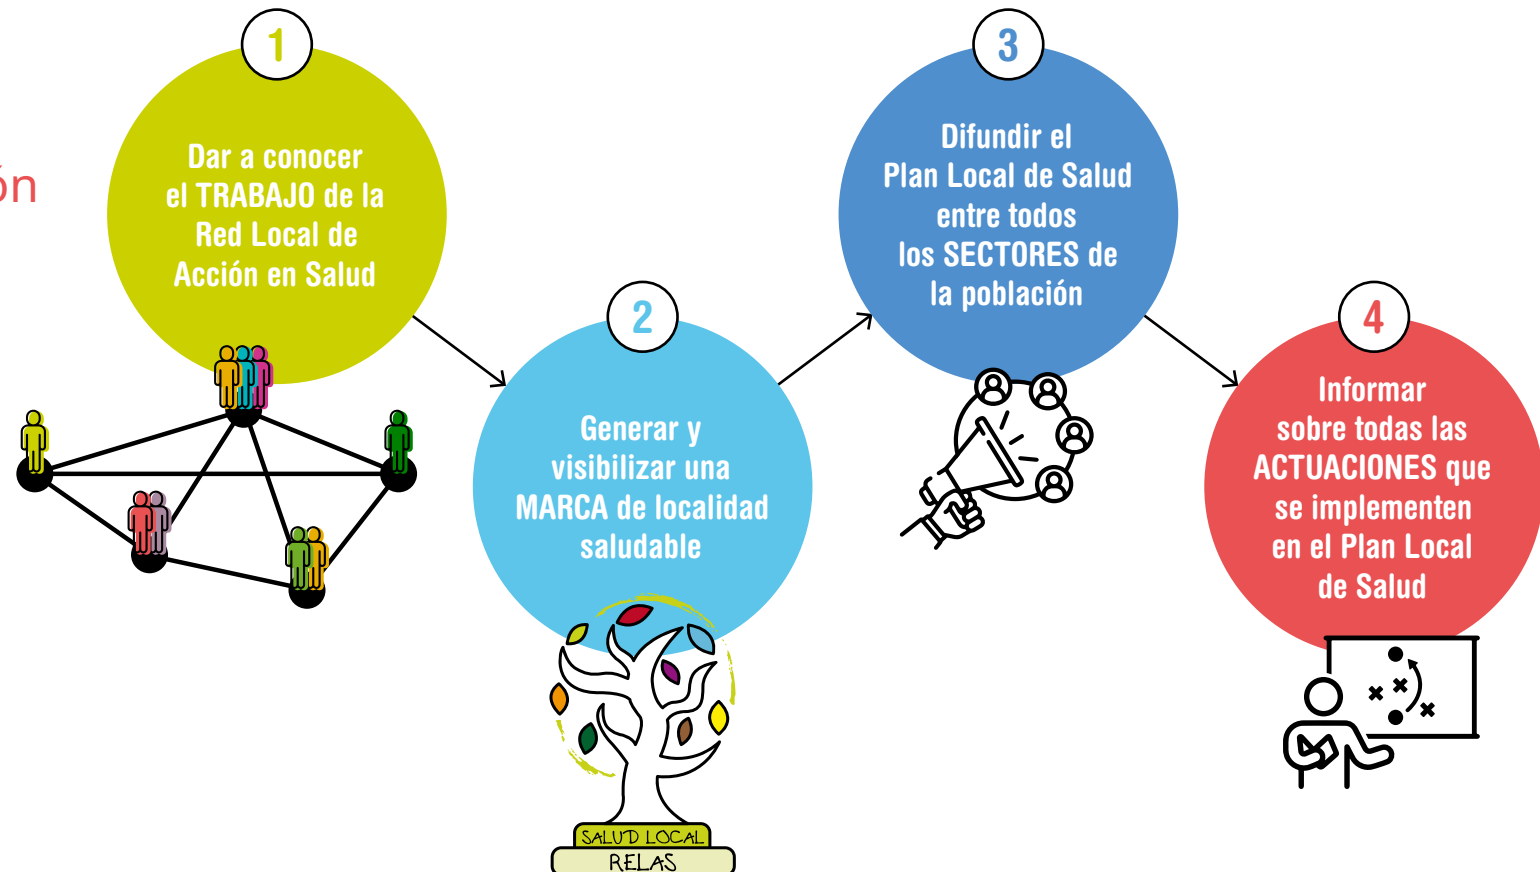 ón
1
Dar a conocer
el TRABAJO de la
Red Local de
Acción en Salud
2
Generar y
visibilizar una
MARCA de localidad
saludable
SALUD LOCAL
RELAS
3
Difundir el
Plan Local de Salud
entre todos
los SECTORES de
la población
4
Informar
sobre todas las
ACTUACIONES que
se implementen
en el Plan Local
de Salud